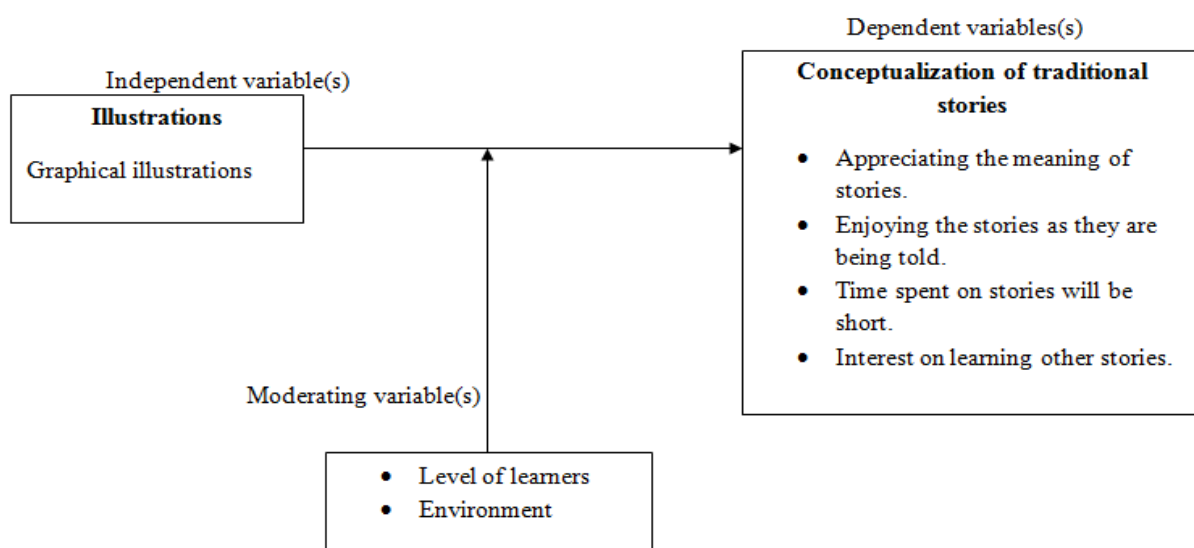 Dependent variables(s)
Independent variable(s)
Illustrations
Graphical illustrations
Conceptualization of traditional
stories
• Appreciating the meaning of
stories.
• Enjoying the stories as they are
being told.
• Time spent on stories will be
short.
• Interest on learning other stories.
Moderating variable(s)
• Level of learners
• Environment